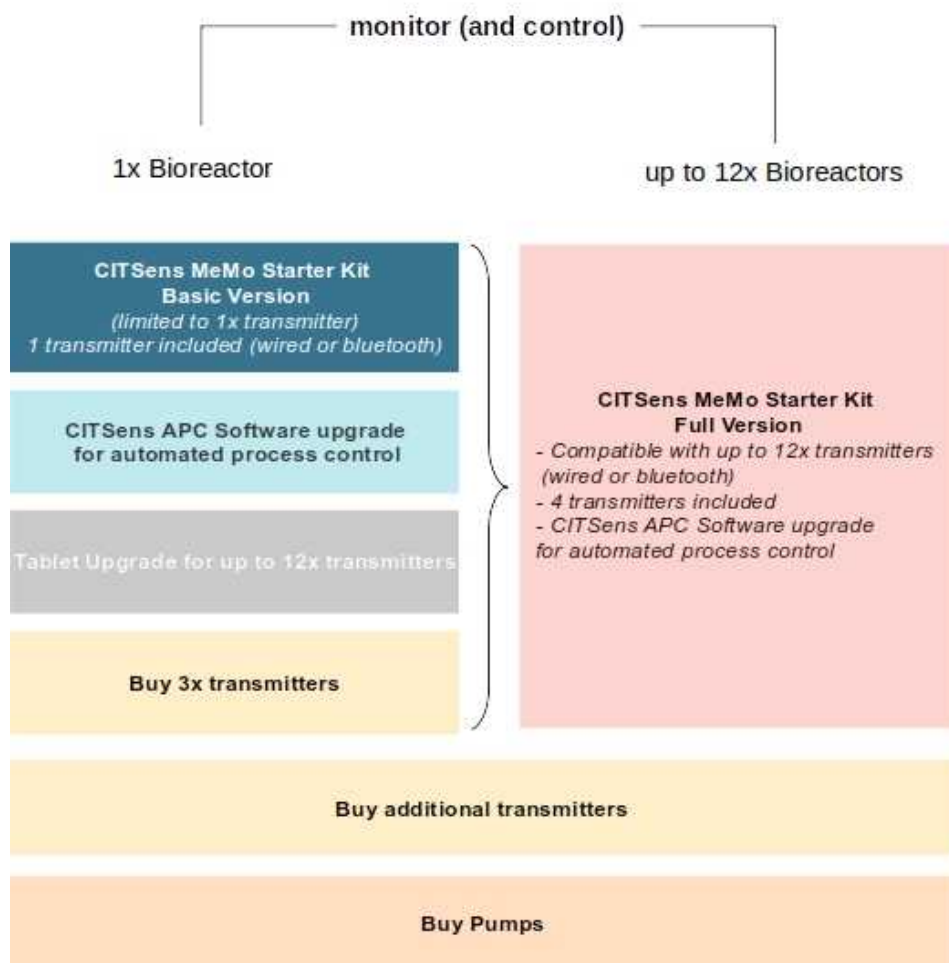 monitor (and control)
1x Bioreactor
up to 12x Bioreactors
CITSens MeMo Starter Kit
Basic Version
(limited to 1x transmitter)
1 transmitter included (wired or bluetooth)
CITSens APC Software upgrade
for automated process control
Tablet Upgrade for up to 12x transmitters
Buy 3x transmitters
CITSens MeMo Starter Kit
Full Version
- Compatible with up to 12x transmitters
(wired or bluetooth)
- 4 transmitters included
- CITSens APC Software upgrade
for automated process control
Buy additional transmitters
Buy Pumps